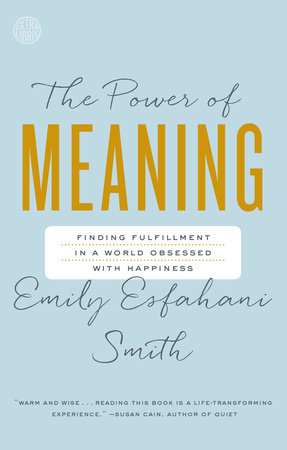 EXTRA
LIBRIS
The Power of
MEANING
FINDING FULFILLMENT
IN A WORLD OBSESSED
WITH HAPPINESS
Emily Esfahani
Smith
"WARM AND WISE . . . READING THIS BOOK IS A LIFE-TRANSFORMING
EXPERIENCE." —SUSAN CAIN, AUTHOR OF QUIET